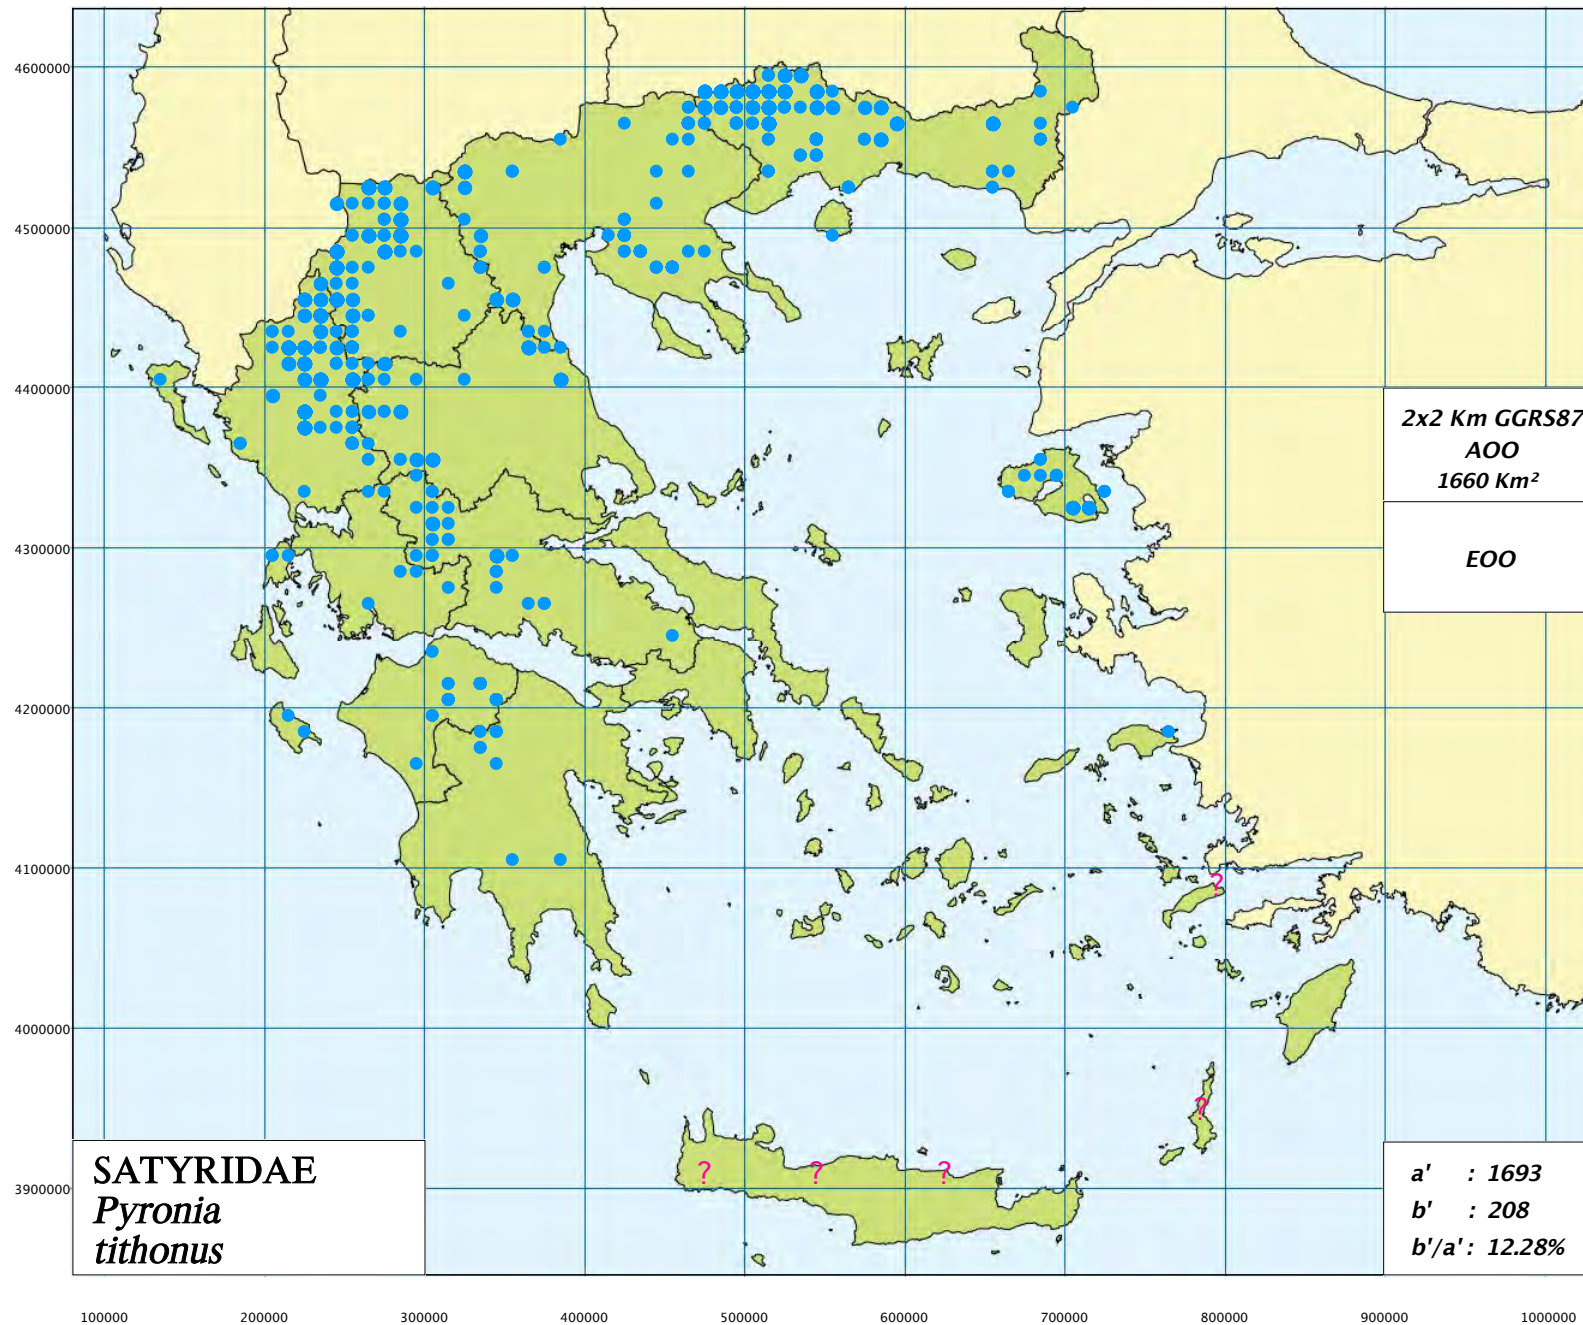 4600000
4500000
4400000
2x2 Km GGRS87
AOO
1660 Km²
4300000
EOO
4200000
4100000
?
4000000
?
? ? ?
3900000
SATYRIDAE
Pyronia
tithonus
a' : 1693
b' : 208
b'/a' : 12.28%
100000 200000 300000 400000 500000 600000 700000 800000 900000 1000000